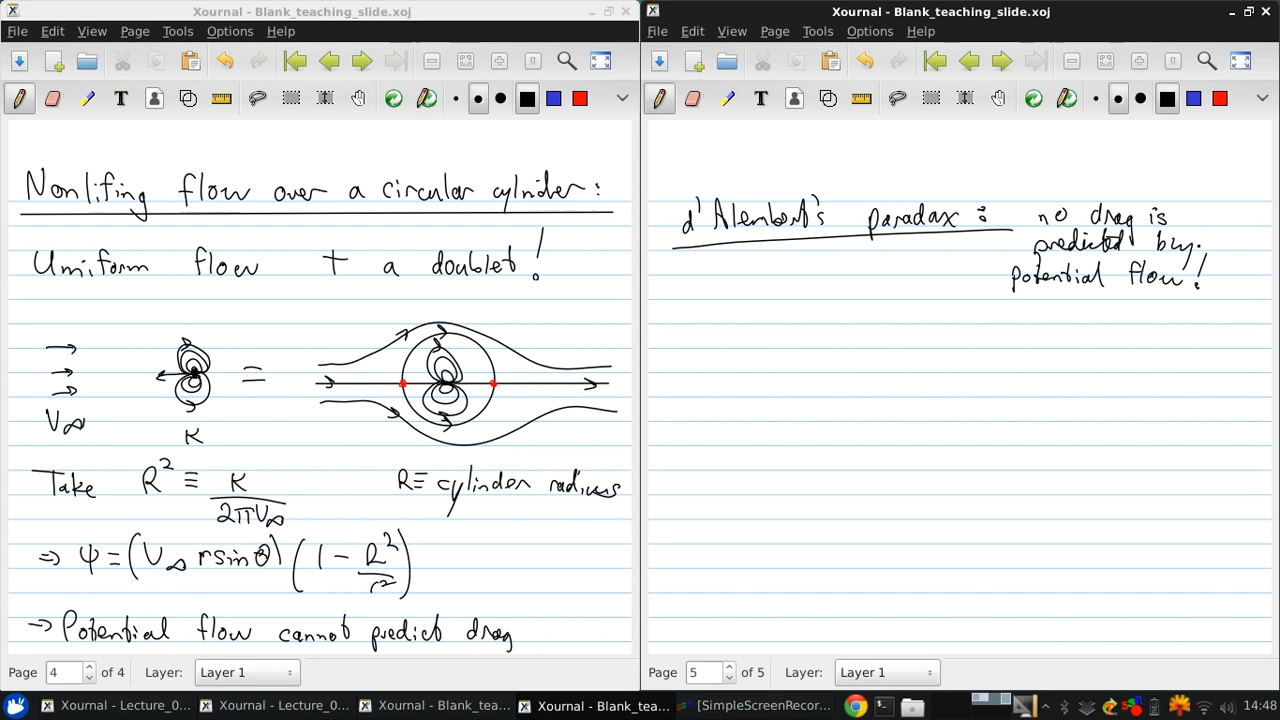 Xournal - Blank_teaching_slide.xoj
File Edit View Page Tools Options Help
Nonlifing flow over a circular cylinder:
Uniform flow + a doublet!
V∞
K
=
Take R² ≡ K / 2πV∞
R ≡ cylinder radius
⇒ ψ = (V∞ r sin θ) (1 - R²/r²)
→ Potential flow cannot predict drag
Page 4 of 4 Layer: Layer 1
Xournal - Blank_teaching_slide.xoj
File Edit View Page Tools Options Help
d'Alembert's paradax : no drag is
predicted by
potential flow!
Page 5 of 5 Layer: Layer 1
Xournal - Lecture_0... Xournal - Lecture_0... Xournal - Blank_tea... Xournal - Blank_tea... [SimpleScreenRecor... 14:48